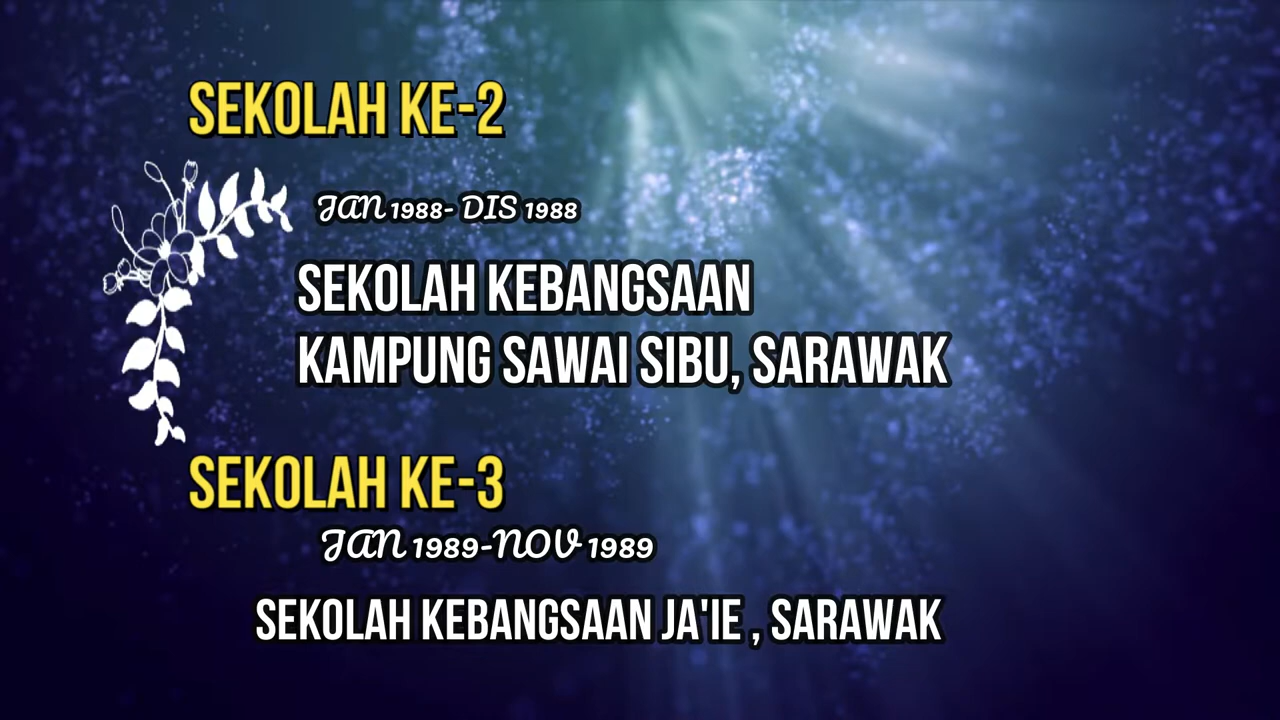 SEKOLAH KE-2
JAN 1988- DIS 1988
SEKOLAH KEBANGSAAN
KAMPUNG SAWAI SIBU, SARAWAK
SEKOLAH KE-3
JAN 1989-NOV 1989
SEKOLAH KEBANGSAAN JA'IE , SARAWAK